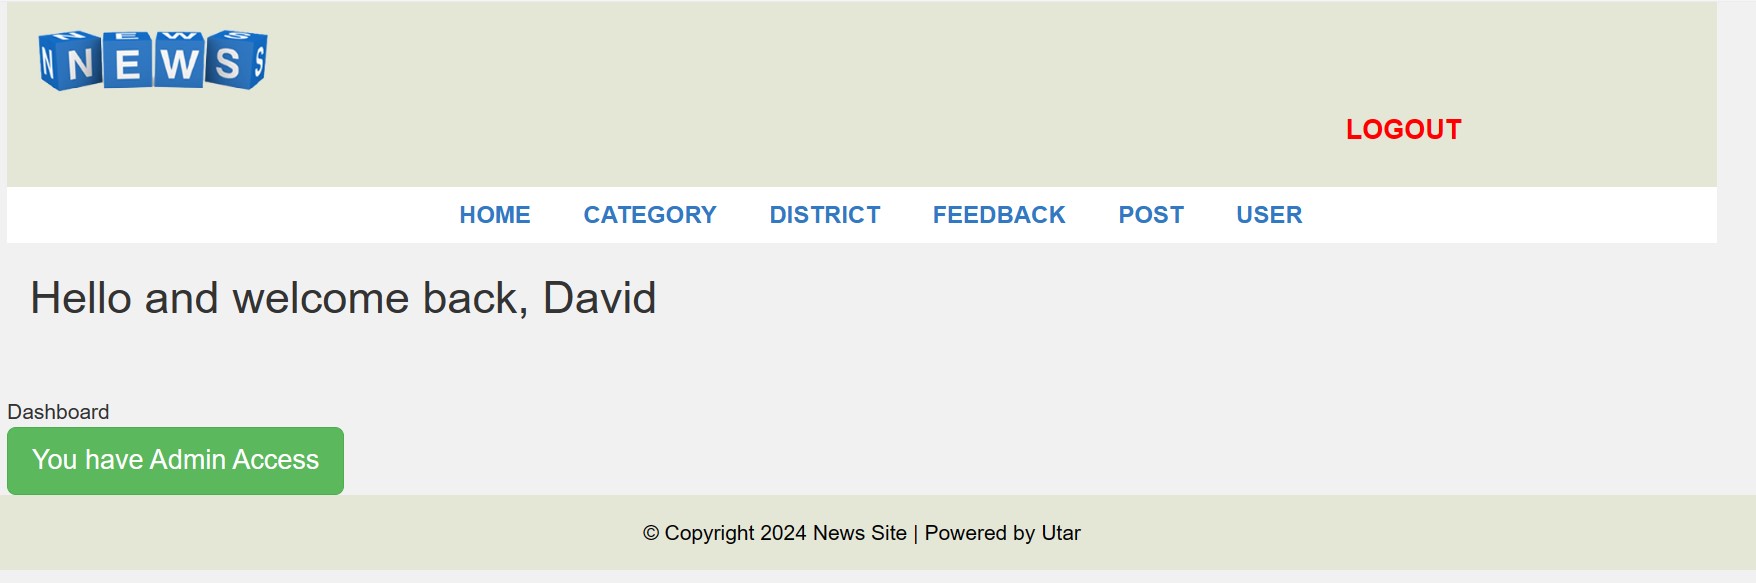 NEWS
LOGOUT
HOME CATEGORY DISTRICT FEEDBACK POST USER
Hello and welcome back, David
Dashboard
You have Admin Access
© Copyright 2024 News Site | Powered by Utar